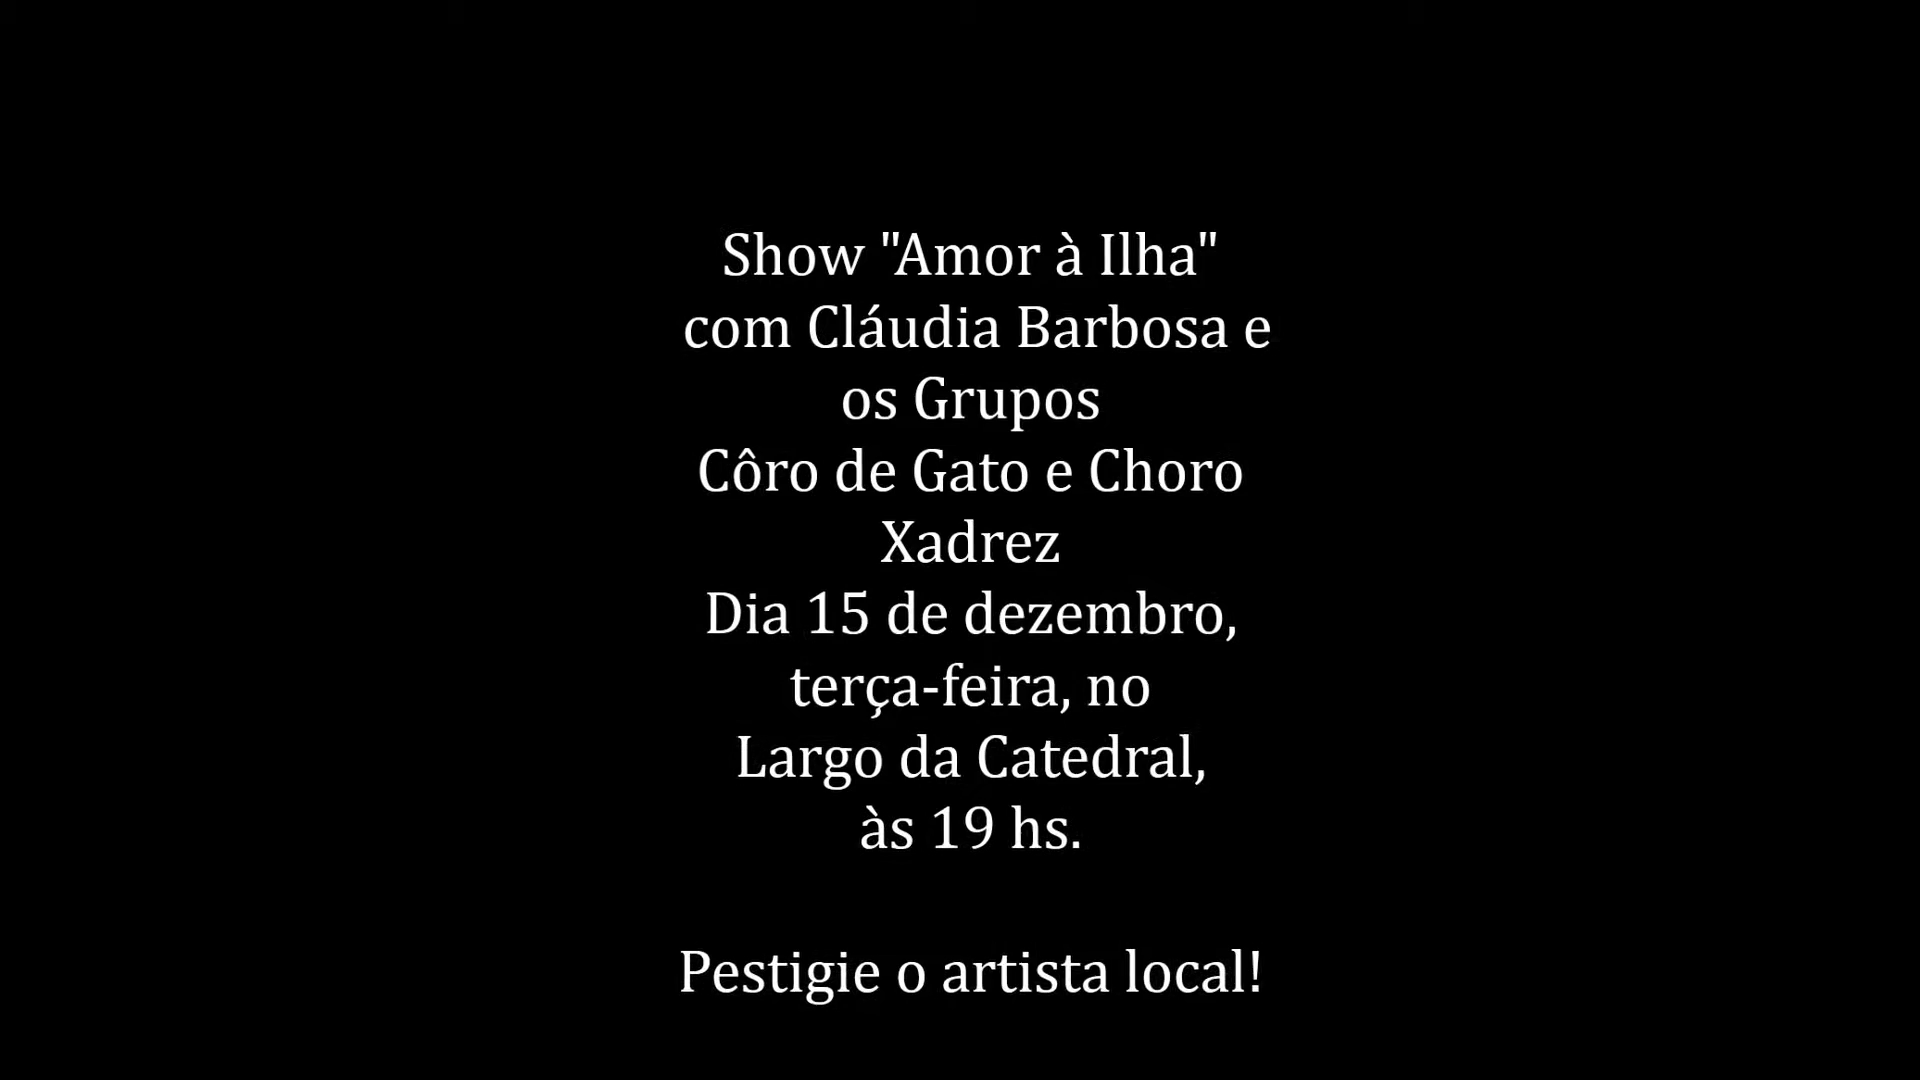 Show "Amor à Ilha"
com Cláudia Barbosa e
os Grupos
Côro de Gato e Choro
Xadrez
Dia 15 de dezembro,
terça-feira, no
Largo da Catedral,
às 19 hs.
Pestigie o artista local!